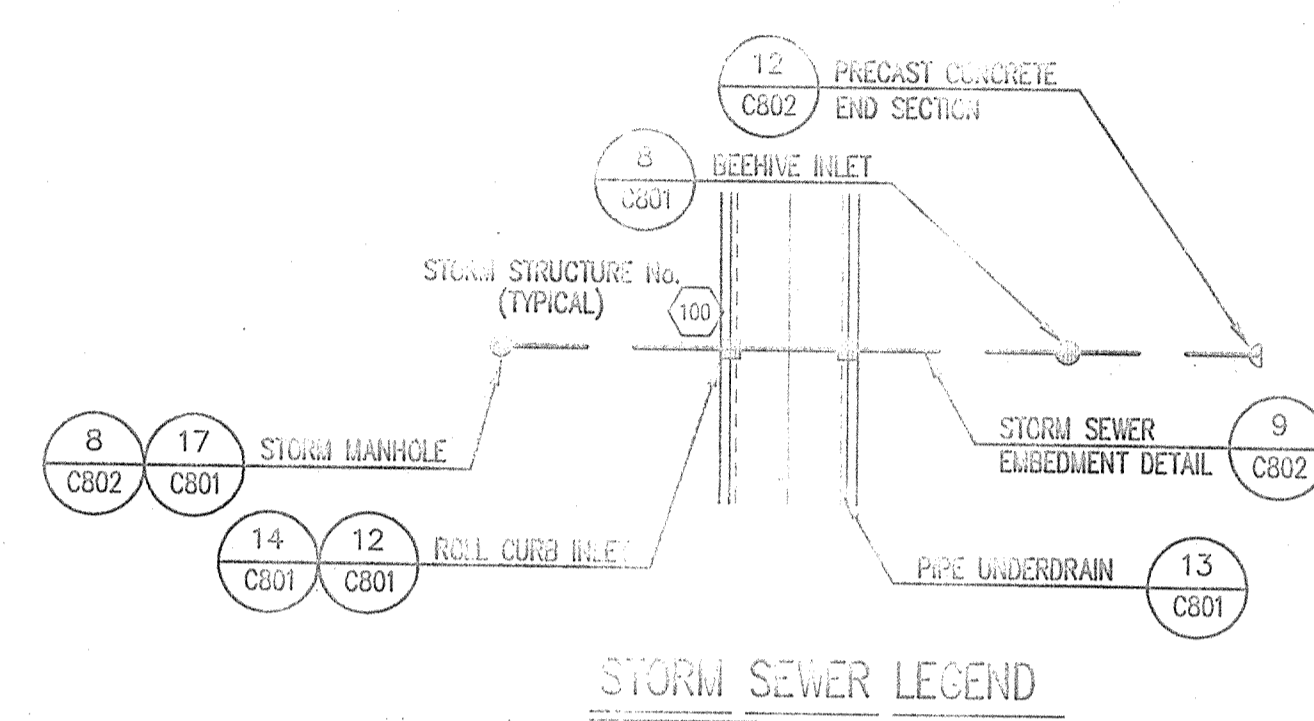 12
C802
PRECAST CONCRETE
END SECTION
8
C801
BEEHIVE INLET
STORM STRUCTURE No.
(TYPICAL)
100
8
C802
17
C801
STORM MANHOLE
STORM SEWER
EMBEDMENT DETAIL
9
C802
14
C801
12
C801
ROLL CURB INLET
PIPE UNDERDRAIN
13
C801
STORM SEWER LEGEND